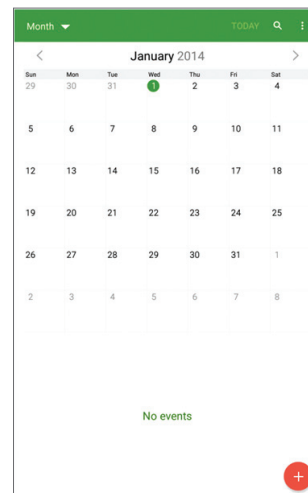 Month TODAY
January 2014
Sun Mon Tue Wed Thu Fri Sat
29 30 31 1 2 3 4
5 6 7 8 9 10 11
12 13 14 15 16 17 18
19 20 21 22 23 24 25
26 27 28 29 30 31 1
2 3 4 5 6 7 8
No events